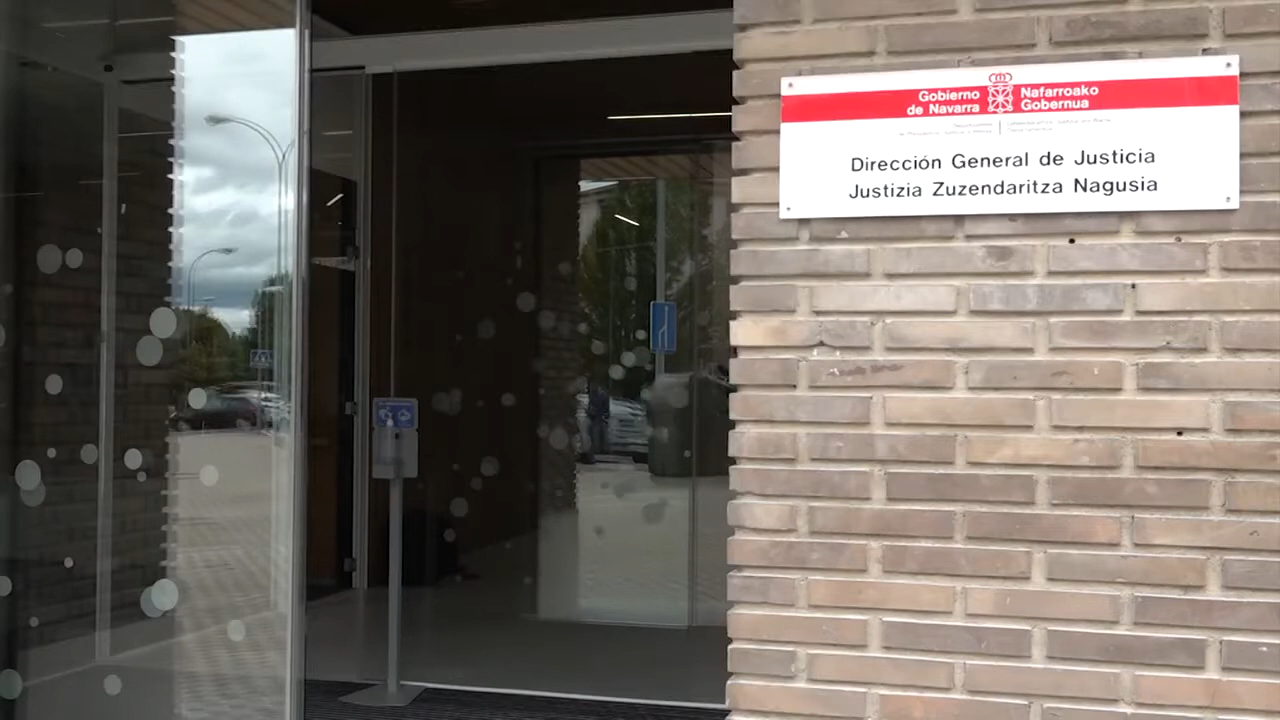 Gobierno
de Navarra
Nafarroako
Gobernua
Dirección General de Justicia
Justizia Zuzendaritza Nagusia